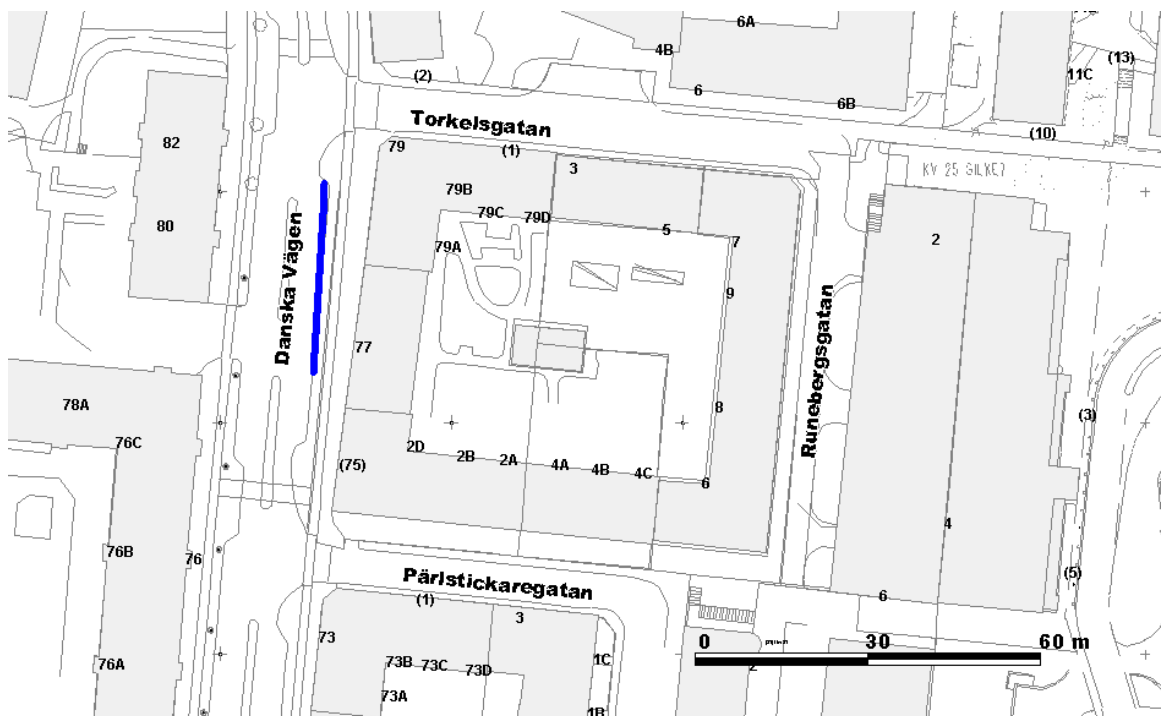 6A
4B
(2)
6
6B
11C
(13)
(10)
Torkelsgatan
(1)
82
79
3
KV 25 GILKE?
79B
79C
79D
80
5
79A
7
2
9
Danska Vägen
77
Runebergsgatan
78A
8
(3)
76C
2D
2B
2A
4A
4B
4C
(75)
6
4
76B
76
Pärlstickaregatan
(1)
(5)
3
6
73
0
30
60 m
73B
73C
73D
1C
76A
73A
2
1B